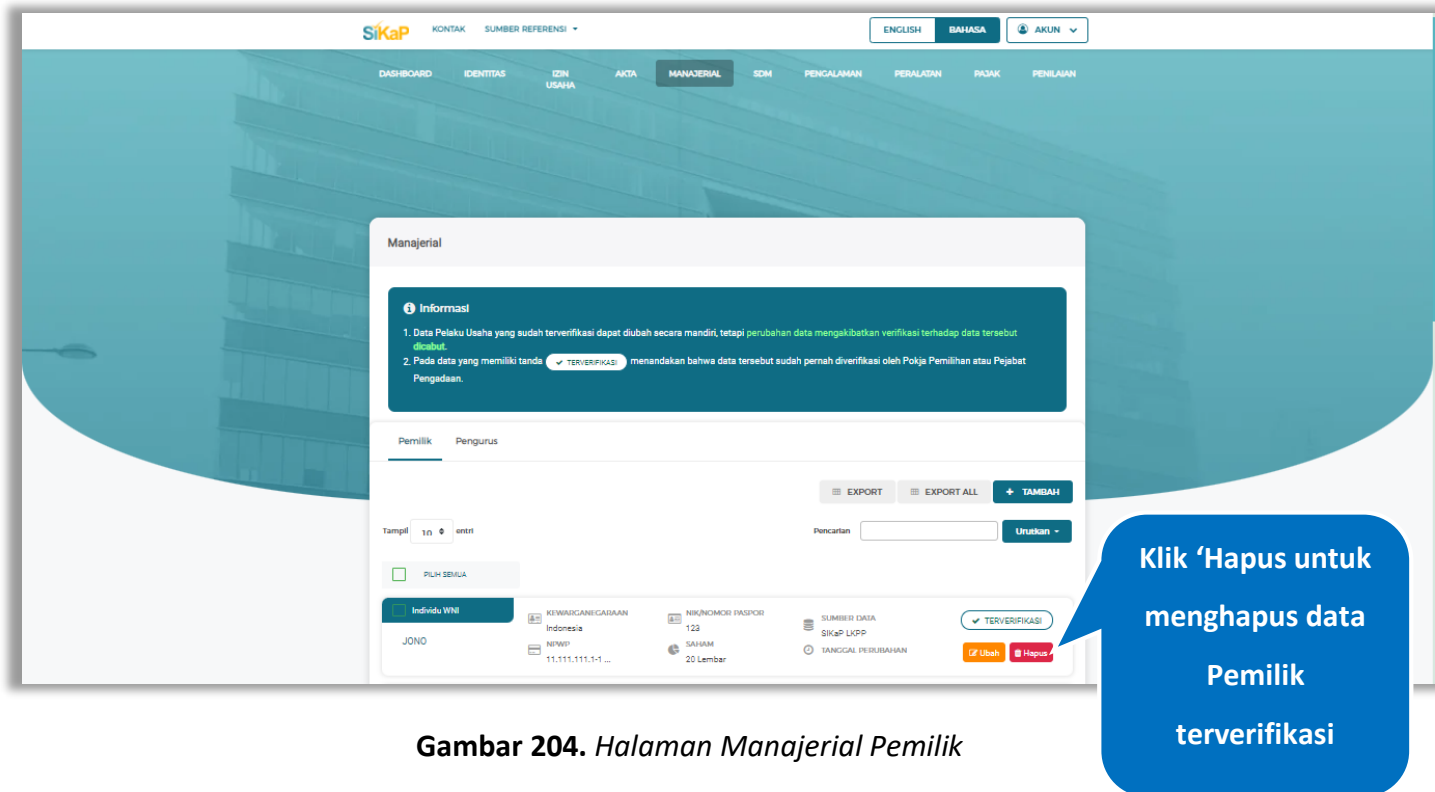 SiKaP KONTAK SUMBER REFERENSI ENGLISH BAHASA AKUN
DASHBOARD IDENTITAS IZIN USAHA AKTA MANAJERIAL SDM PENGALAMAN PERALATAN PAJAK PENILAIAN
Manajerial
Informasi
1. Data Pelaku Usaha yang sudah terverifikasi dapat diubah secara mandiri, tetapi perubahan data mengakibatkan verifikasi terhadap data tersebut
dicabut.
2. Pada data yang memiliki tanda TERVERIFIKASI menandakan bahwa data tersebut sudah pernah diverifikasi oleh Pokja Pemilihan atau Pejabat
Pengadaan.
Pemilik Pengurus
EXPORT EXPORT ALL + TAMBAH
Tampil 10 entri Pencarian Urutkan
PILIH SEMUA
Individu WNI
JONO
KEWARGANEGARAAN
Indonesia
NPWP
11.111.111.1-1 ...
NIK/NOMOR PASPOR
123
SAHAM
20 Lembar
SUMBER DATA
SIKaP LKPP
TANGGAL PERUBAHAN
TERVERIFIKASI
Ubah Hapus
Klik ‘Hapus untuk
menghapus data
Pemilik
terverifikasi
Gambar 204. Halaman Manajerial Pemilik